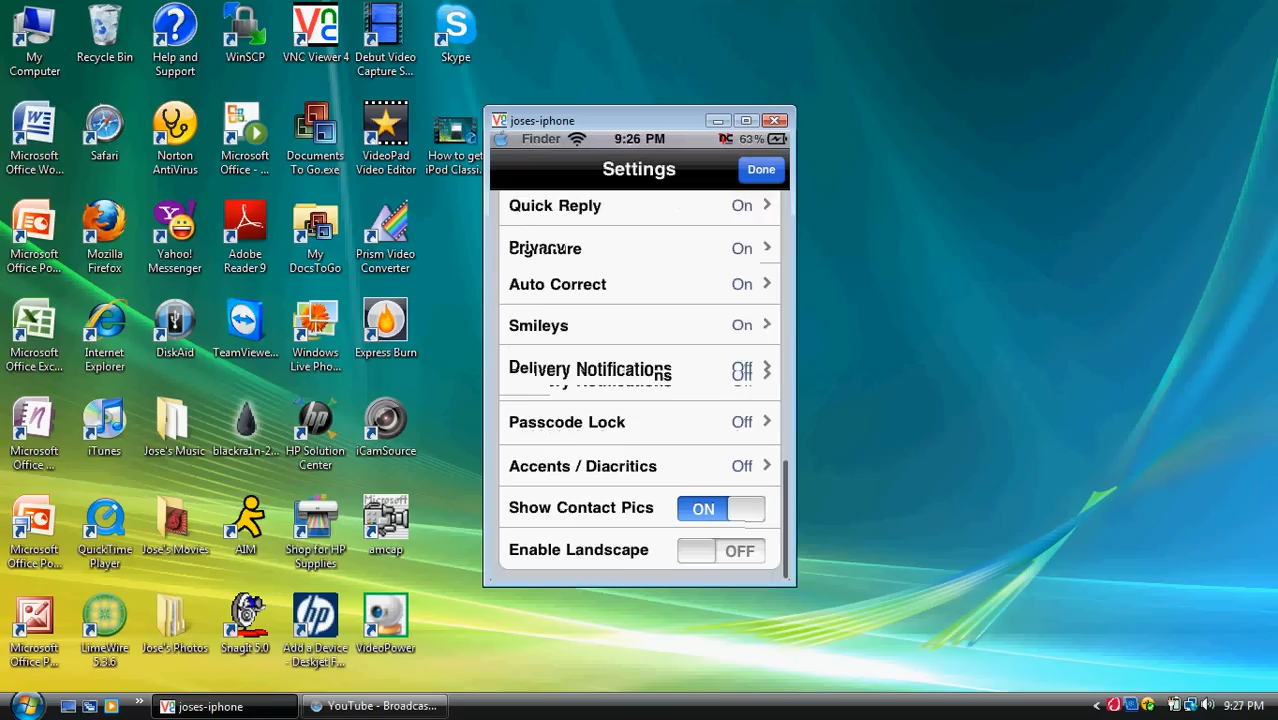 My
Computer
Recycle Bin
Help and
Support
WinSCP
VNC Viewer 4
Debut Video
Capture S...
Skype
Microsoft
Office Wo...
Safari
Norton
AntiVirus
Microsoft
Office - ...
Documents
To Go.exe
VideoPad
Video Editor
How to get
iPod Classi...
Microsoft
Office Po...
Mozilla
Firefox
Yahoo!
Messenger
Adobe
Reader 9
My
DocsToGo
Prism Video
Converter
Microsoft
Office Exc...
Internet
Explorer
DiskAid
TeamViewe...
Windows
Live Pho...
Express Burn
Microsoft
Office ...
iTunes
Jose's Music
blackra1n-2...
HP Solution
Center
iCamSource
Microsoft
Office Po...
QuickTime
Player
Jose's Movies
AIM
Shop for HP
Supplies
Microsoft
amcap
Microsoft
Office P...
LimeWire
5.3.6
Jose's Photos
SnagIt 5.0
Add a Device
- Deskjet F...
VideoPower
joses-iphone
Finder
9:26 PM
63%
Settings
Done
Quick Reply On
Privacy
Signature On
Auto Correct On
Smileys On
Delivery Notifications Off
Passcode Lock Off
Accents / Diacritics Off
Show Contact Pics ON
Enable Landscape OFF
joses-iphone
YouTube - Broadcas...
9:27 PM